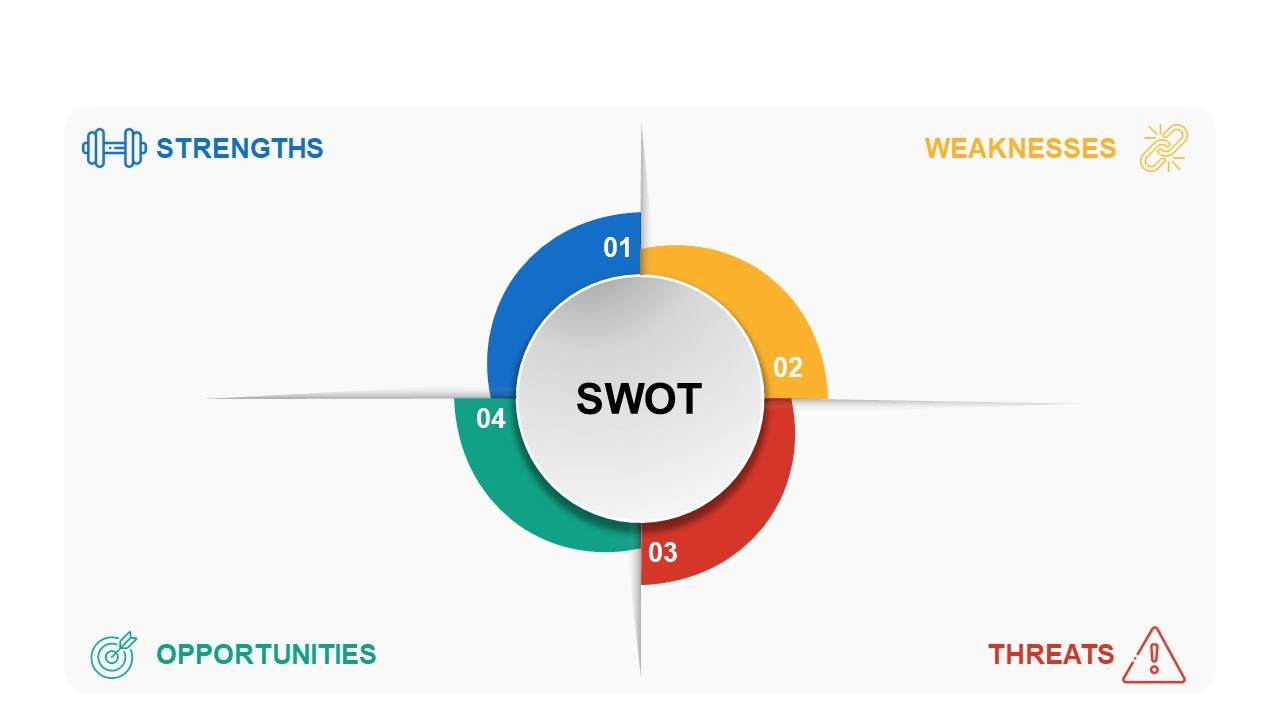 STRENGTHS
WEAKNESSES
01
02
SWOT
04
03
OPPORTUNITIES
THREATS